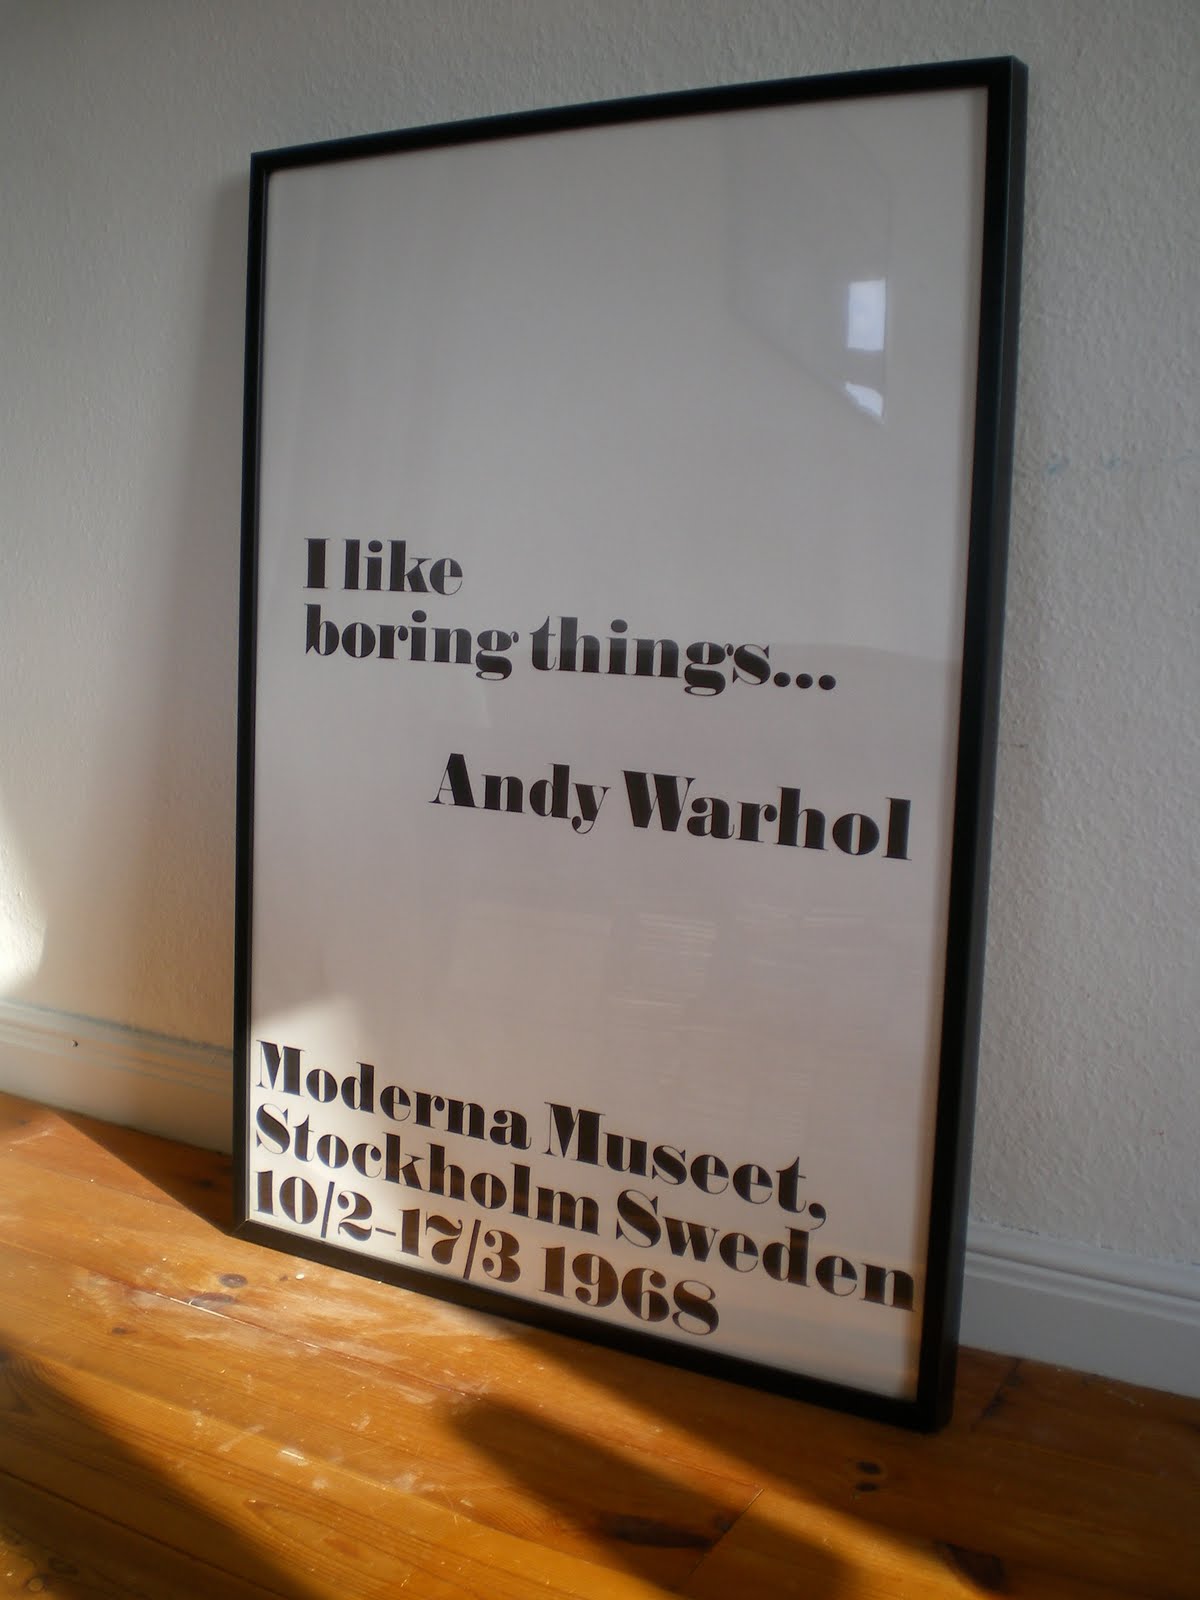 I like
boring things...
Andy Warhol
Moderna Museet,
Stockholm Sweden
10/2–17/3 1968